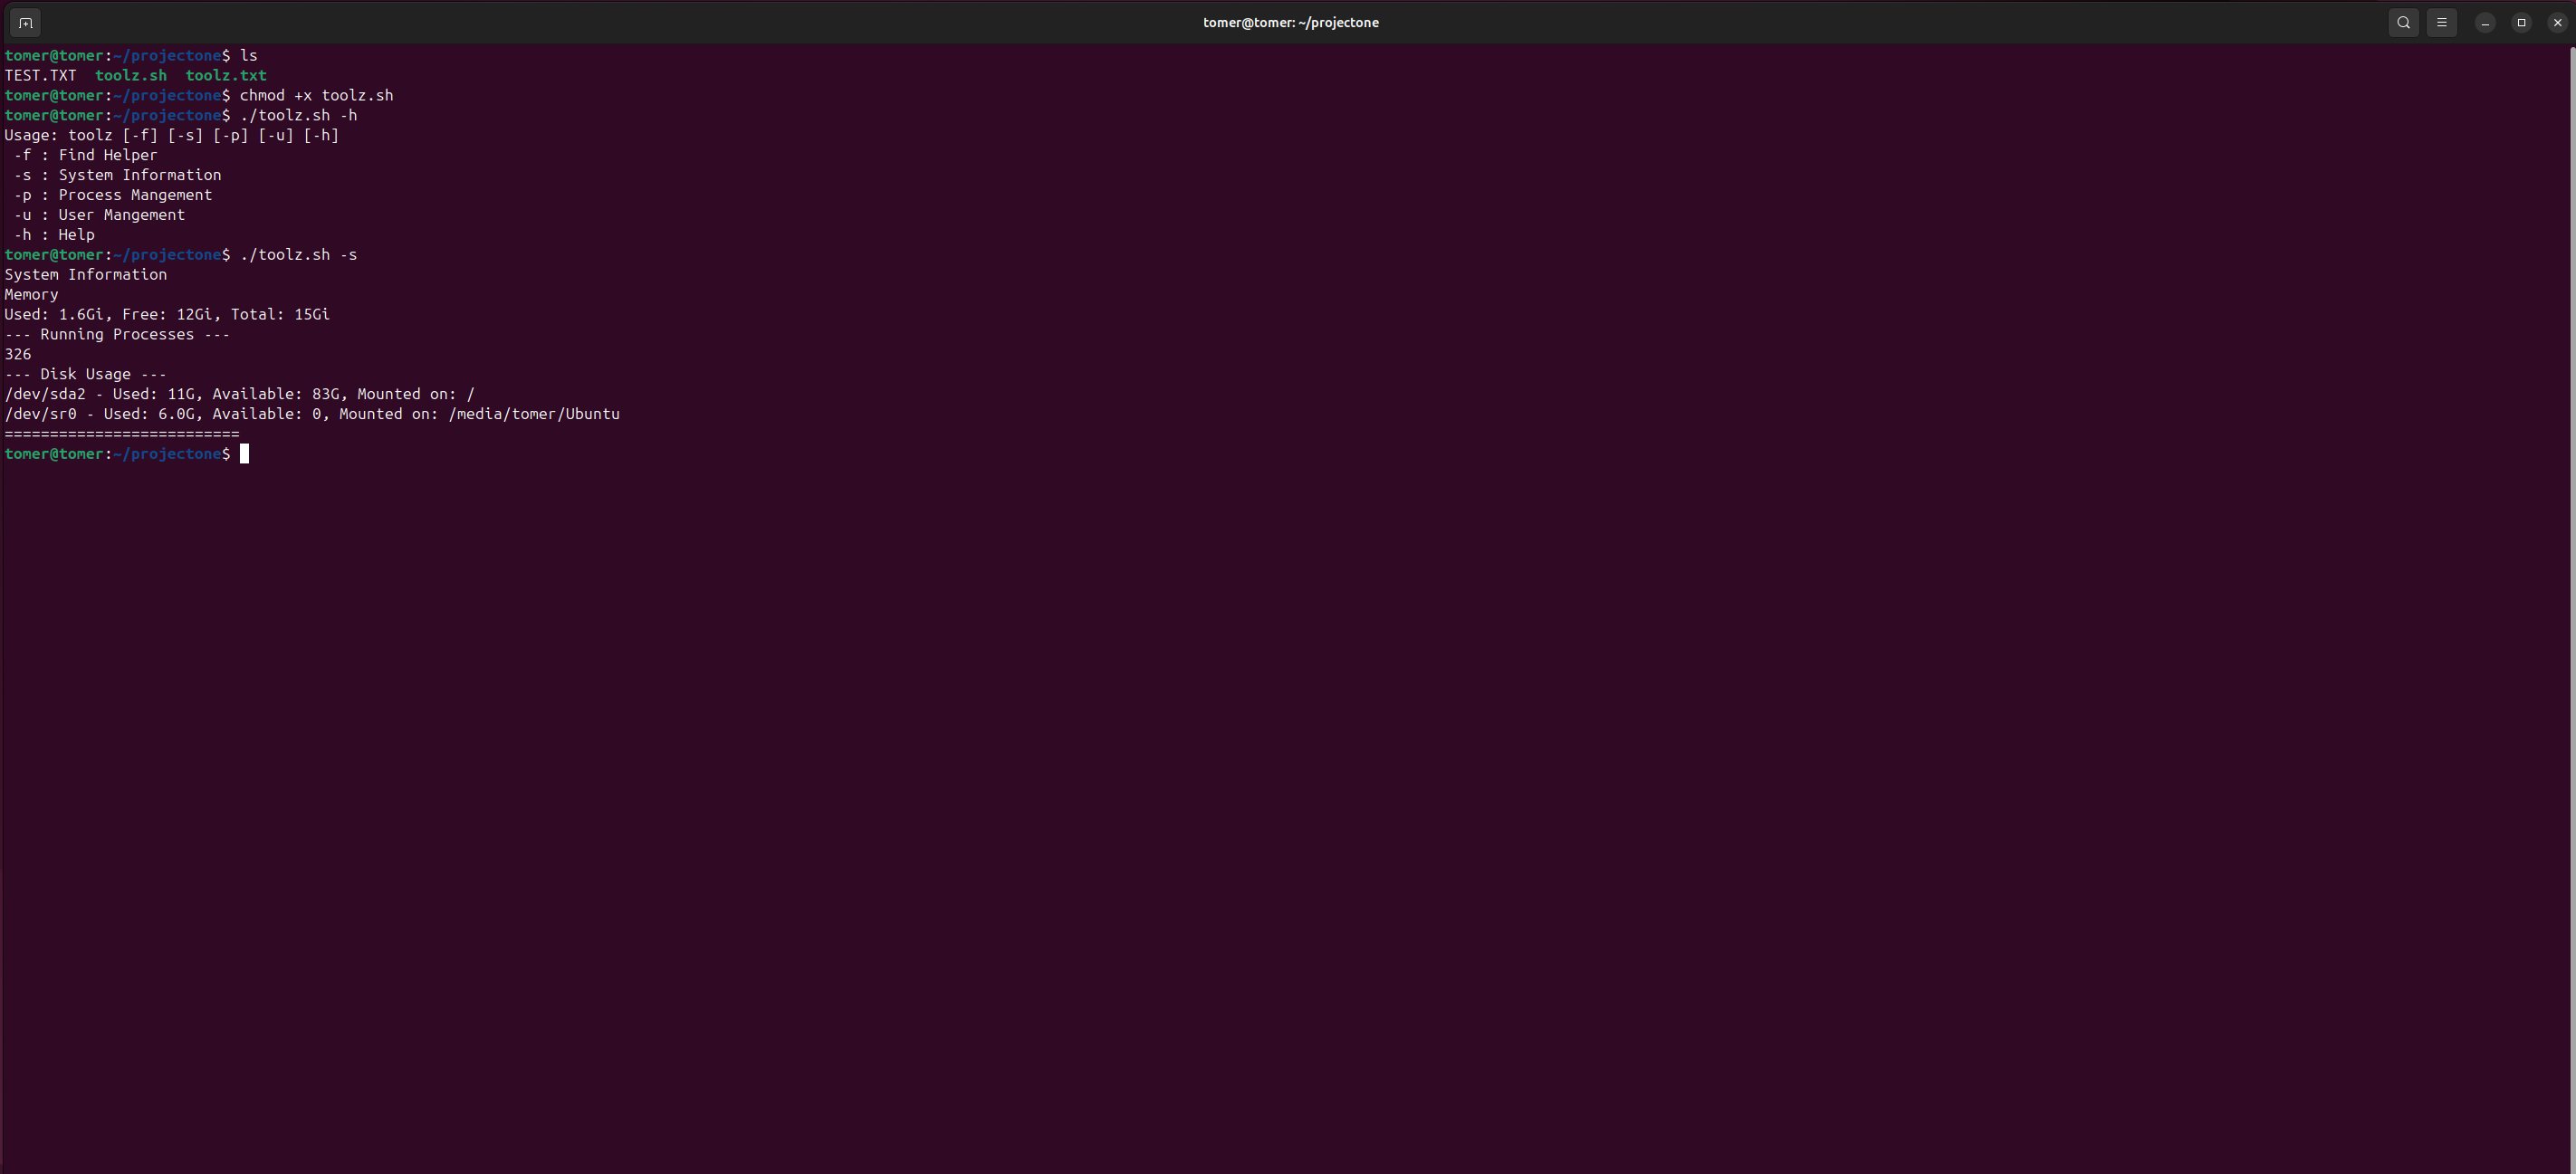 tomer@tomer: ~/projectone
tomer@tomer:~/projectone$ ls
TEST.TXT  toolz.sh  toolz.txt
tomer@tomer:~/projectone$ chmod +x toolz.sh
tomer@tomer:~/projectone$ ./toolz.sh -h
Usage: toolz [-f] [-s] [-p] [-u] [-h]
 -f : Find Helper
 -s : System Information
 -p : Process Mangement
 -u : User Mangement
 -h : Help
tomer@tomer:~/projectone$ ./toolz.sh -s
System Information
Memory
Used: 1.6Gi, Free: 12Gi, Total: 15Gi
--- Running Processes ---
326
--- Disk Usage ---
/dev/sda2 - Used: 11G, Available: 83G, Mounted on: /
/dev/sr0 - Used: 6.0G, Available: 0, Mounted on: /media/tomer/Ubuntu
==========================
tomer@tomer:~/projectone$